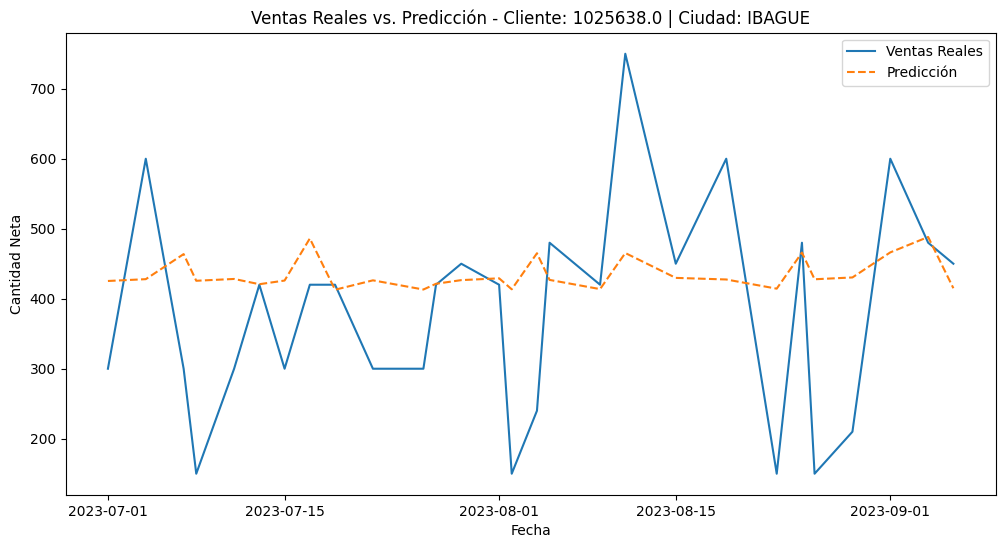 Ventas Reales vs. Predicción - Cliente: 1025638.0 | Ciudad: IBAGUE
Ventas Reales
Predicción
Cantidad Neta
700
600
500
400
300
200
2023-07-01
2023-07-15
2023-08-01
2023-08-15
2023-09-01
Fecha